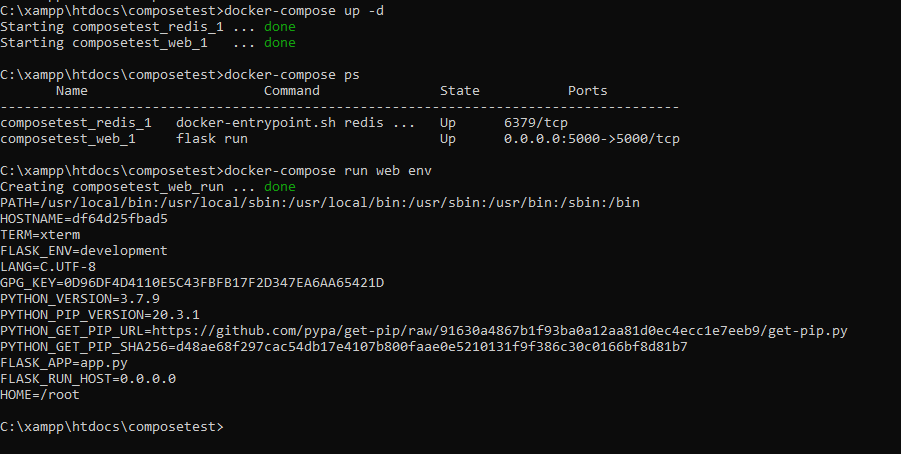 C:\xampp\htdocs\composetest>docker-compose up -d
Starting composetest_redis_1 ... done
Starting composetest_web_1   ... done
C:\xampp\htdocs\composetest>docker-compose ps
       Name                      Command               State           Ports
-------------------------------------------------------------------------------------
composetest_redis_1   docker-entrypoint.sh redis ...   Up      6379/tcp
composetest_web_1     flask run                        Up      0.0.0.0:5000->5000/tcp
C:\xampp\htdocs\composetest>docker-compose run web env
Creating composetest_web_run ... done
PATH=/usr/local/bin:/usr/local/sbin:/usr/local/bin:/usr/sbin:/usr/bin:/sbin:/bin
HOSTNAME=df64d25fbad5
TERM=xterm
FLASK_ENV=development
LANG=C.UTF-8
GPG_KEY=0D96DF4D4110E5C43FBFB17F2D347EA6AA65421D
PYTHON_VERSION=3.7.9
PYTHON_PIP_VERSION=20.3.1
PYTHON_GET_PIP_URL=https://github.com/pypa/get-pip/raw/91630a4867b1f93ba0a12aa81d0ec4ecc1e7eeb9/get-pip.py
PYTHON_GET_PIP_SHA256=d48ae68f297cac54db17e4107b800faae0e5210131f9f386c30c0166bf8d81b7
FLASK_APP=app.py
FLASK_RUN_HOST=0.0.0.0
HOME=/root
C:\xampp\htdocs\composetest>